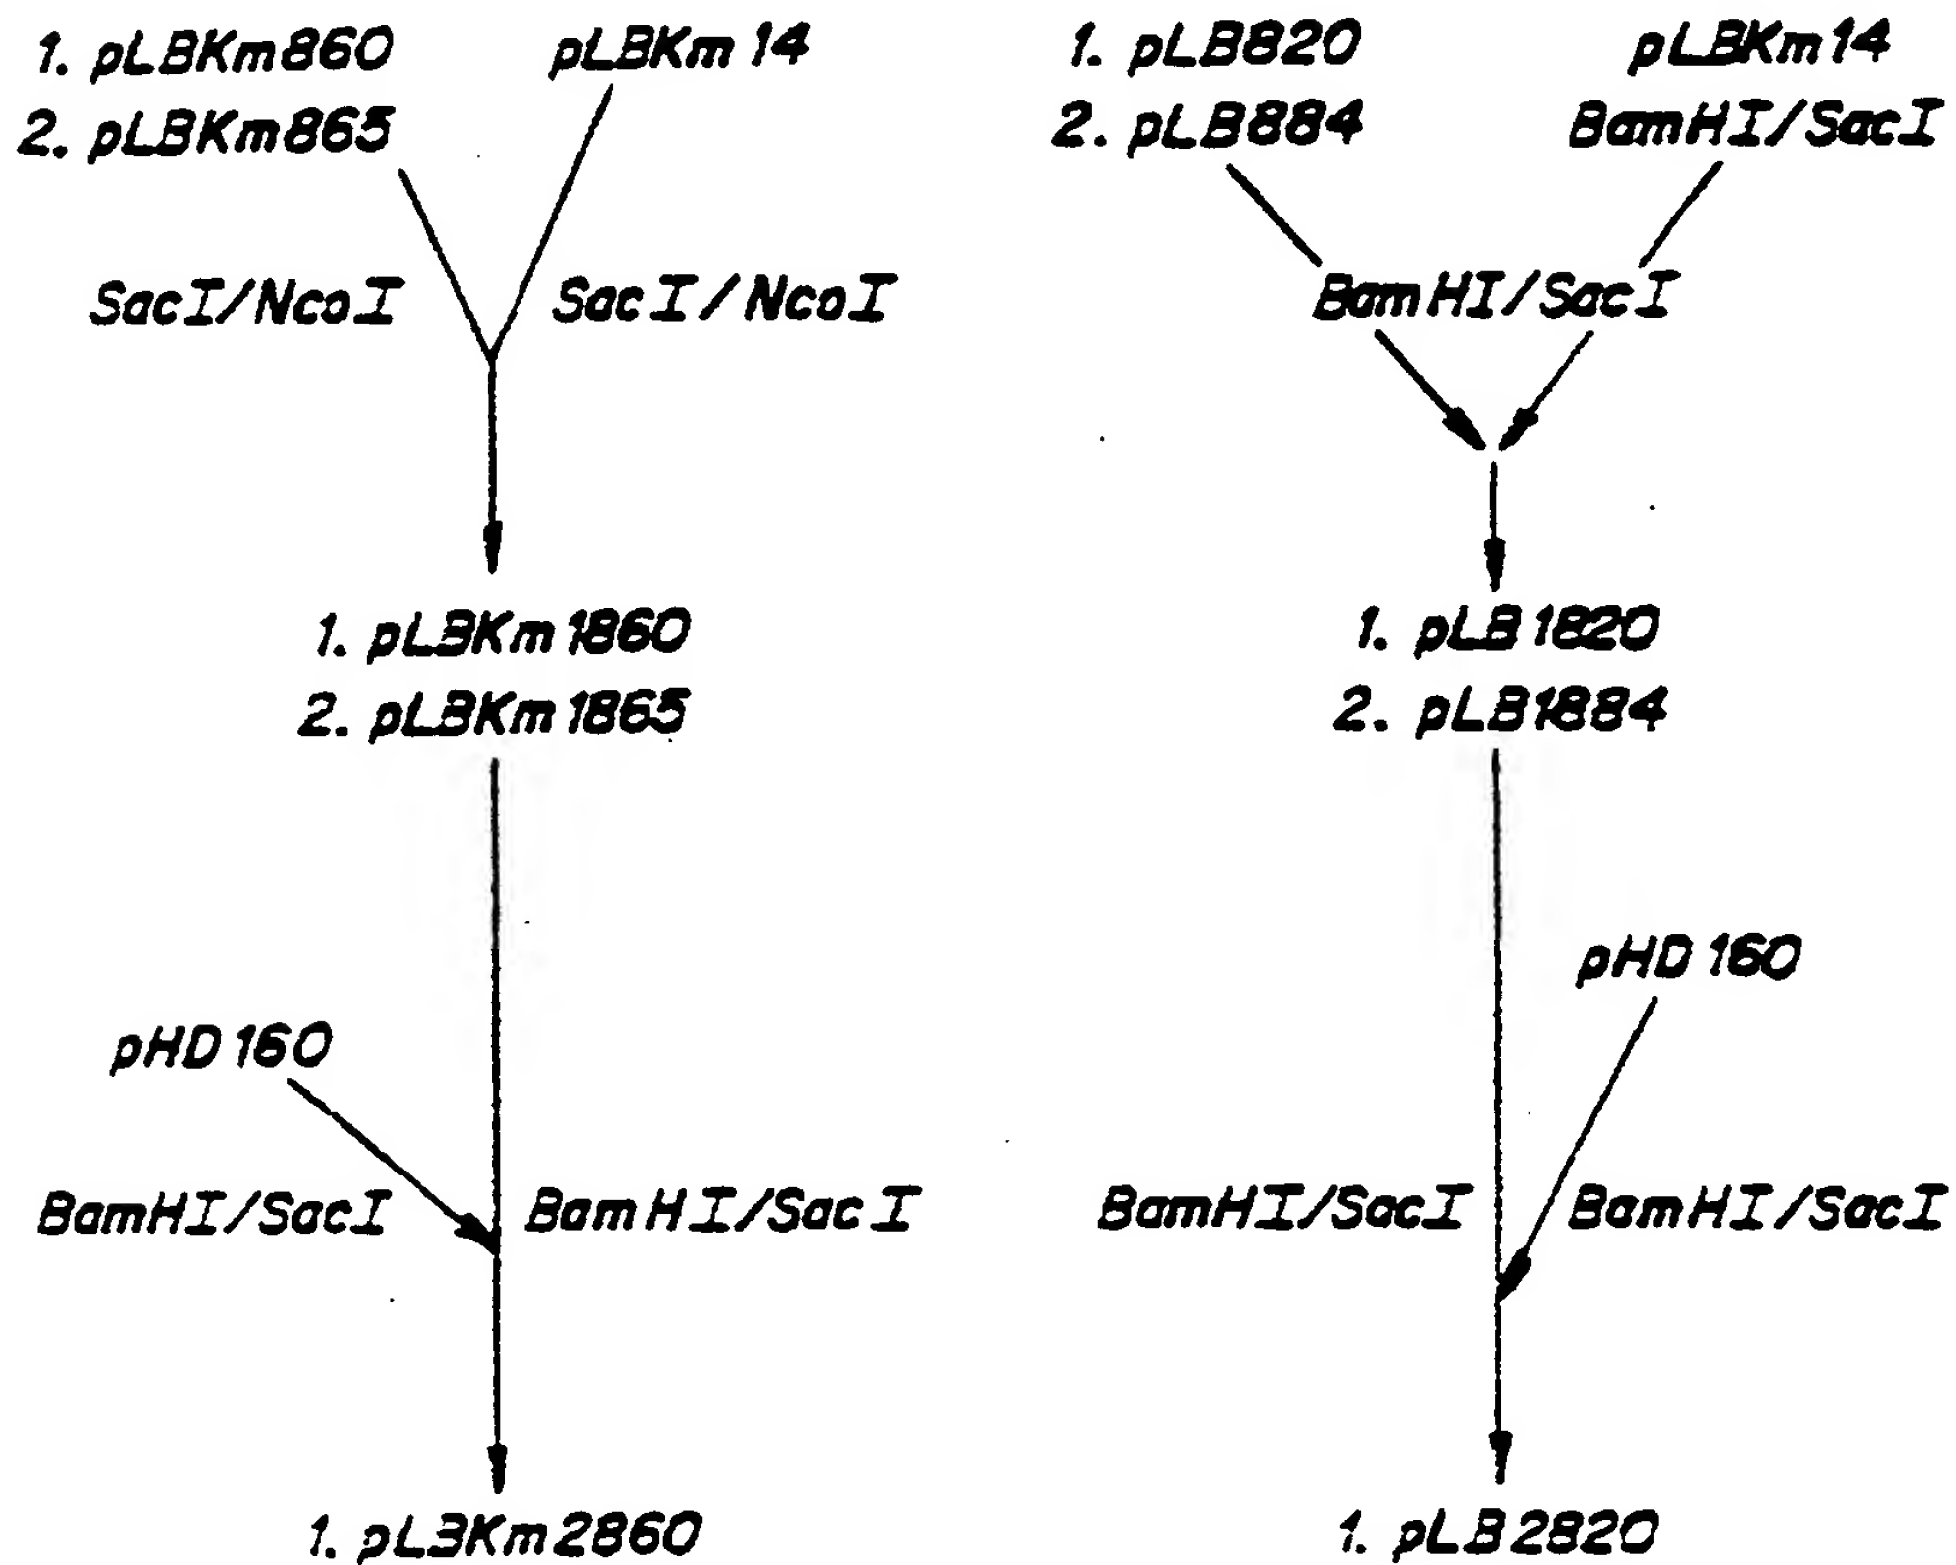 1. pLBKm860
2. pLBKm865
pLBKm14
SacI/NcoI
SacI/NcoI
1. pLBKm1860
2. pLBKm1865
pHD160
BamHI/SacI
BamHI/SacI
1. pLBKm2860
1. pLB820
2. pLB884
pLBKm14
BamHI/SacI
BamHI/SacI
1. pLB1820
2. pLB1884
pHD160
BamHI/SacI
BamHI/SacI
1. pLB2820